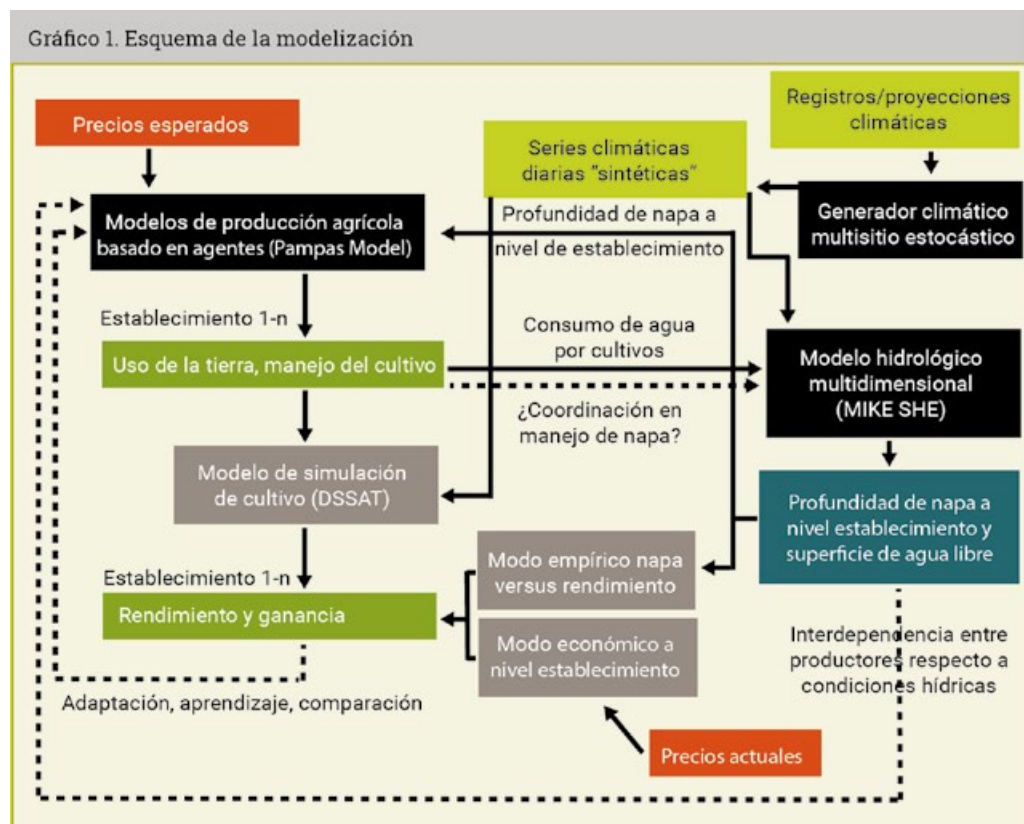 Gráfico 1. Esquema de la modelización
Precios esperados
Registros/proyecciones
climáticas
Series climáticas
diarias "sintéticas"
Modelos de producción agrícola
basado en agentes (Pampas Model)
Profundidad de napa a
nivel de establecimiento
Generador climático
multisitio estocástico
Establecimiento 1-n
Uso de la tierra, manejo del cultivo
Consumo de agua
por cultivos
Modelo hidrológico
multidimensional
(MIKE SHE)
¿Coordinación en
manejo de napa?
Modelo de simulación
de cultivo (DSSAT)
Profundidad de napa a
nivel establecimiento y
superficie de agua libre
Establecimiento 1-n
Rendimiento y ganancia
Modo empírico napa
versus rendimiento
Modo económico a
nivel establecimiento
Interdependencia entre
productores respecto a
condiciones hídricas
Adaptación, aprendizaje, comparación
Precios actuales